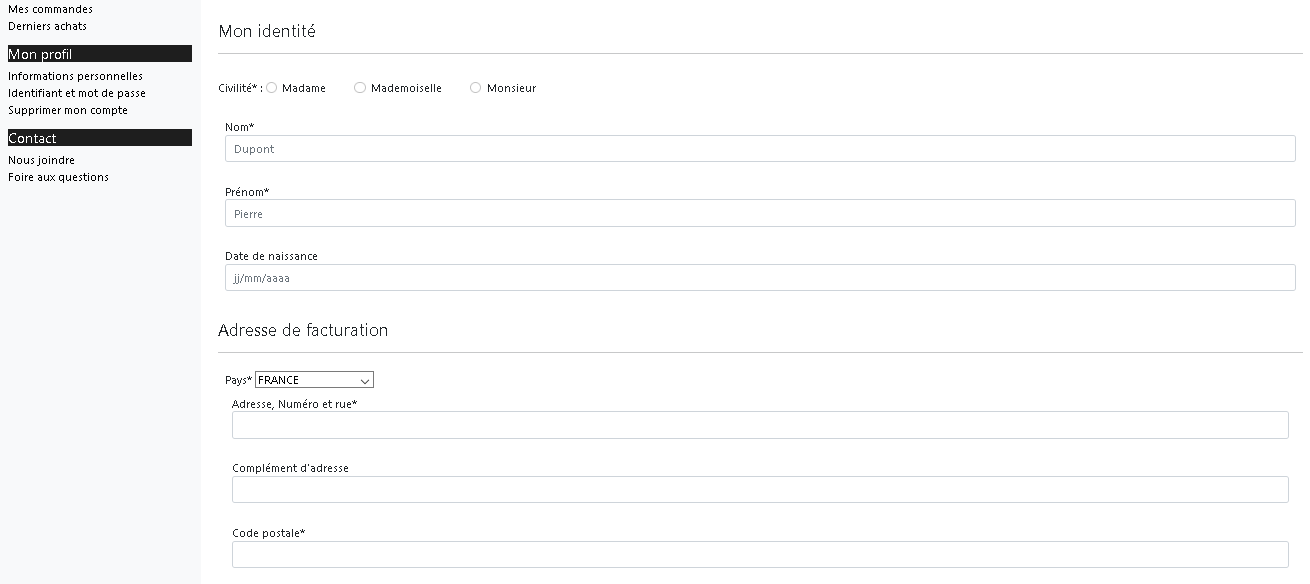 Mes commandes
Derniers achats
Mon profil
Informations personnelles
Identifiant et mot de passe
Supprimer mon compte
Contact
Nous joindre
Foire aux questions
Mon identité
Civilité* : Madame Mademoiselle Monsieur
Nom*
Dupont
Prénom*
Pierre
Date de naissance
jj/mm/aaaa
Adresse de facturation
Pays* FRANCE
Adresse, Numéro et rue*
Complément d'adresse
Code postale*